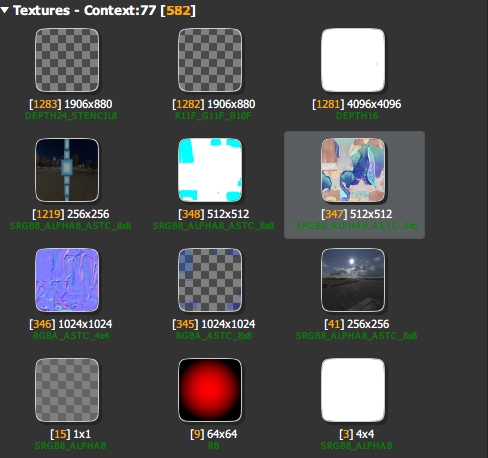 Textures - Context:77 [582]
[1283] 1906x880
DEPTH24_STENCIL8
[1282] 1906x880
R11F_G11F_B10F
[1281] 4096x4096
DEPTH16
[1219] 256x256
SRGB8_ALPHA8_ASTC_8x8
[348] 512x512
SRGB8_ALPHA8_ASTC_8x8
[347] 512x512
SRGB8_ALPHA8_ASTC_6x6
[346] 1024x1024
RGBA_ASTC_4x4
[345] 1024x1024
RGBA_ASTC_8x8
[41] 256x256
SRGB8_ALPHA8_ASTC_8x8
[15] 1x1
SRGB8_ALPHA8
[9] 64x64
R8
[3] 4x4
SRGB8_ALPHA8